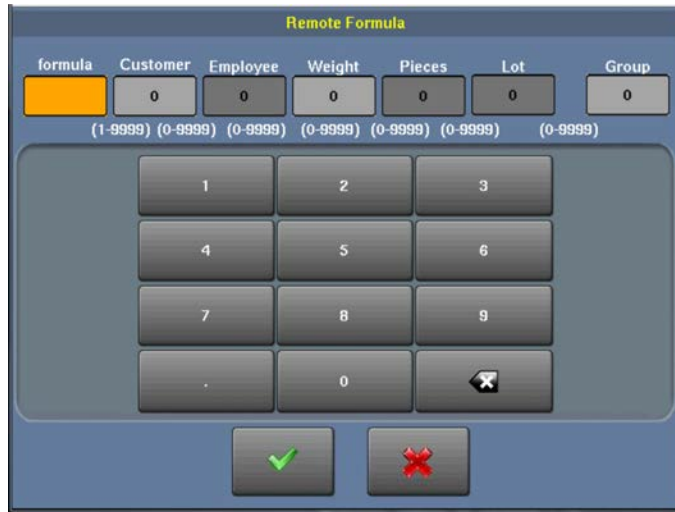 Remote Formula
formula Customer Employee Weight Pieces Lot Group
0 0 0 0 0 0
(1-9999) (0-9999) (0-9999) (0-9999) (0-9999) (0-9999) (0-9999)
1 2 3
4 5 6
7 8 9
. 0